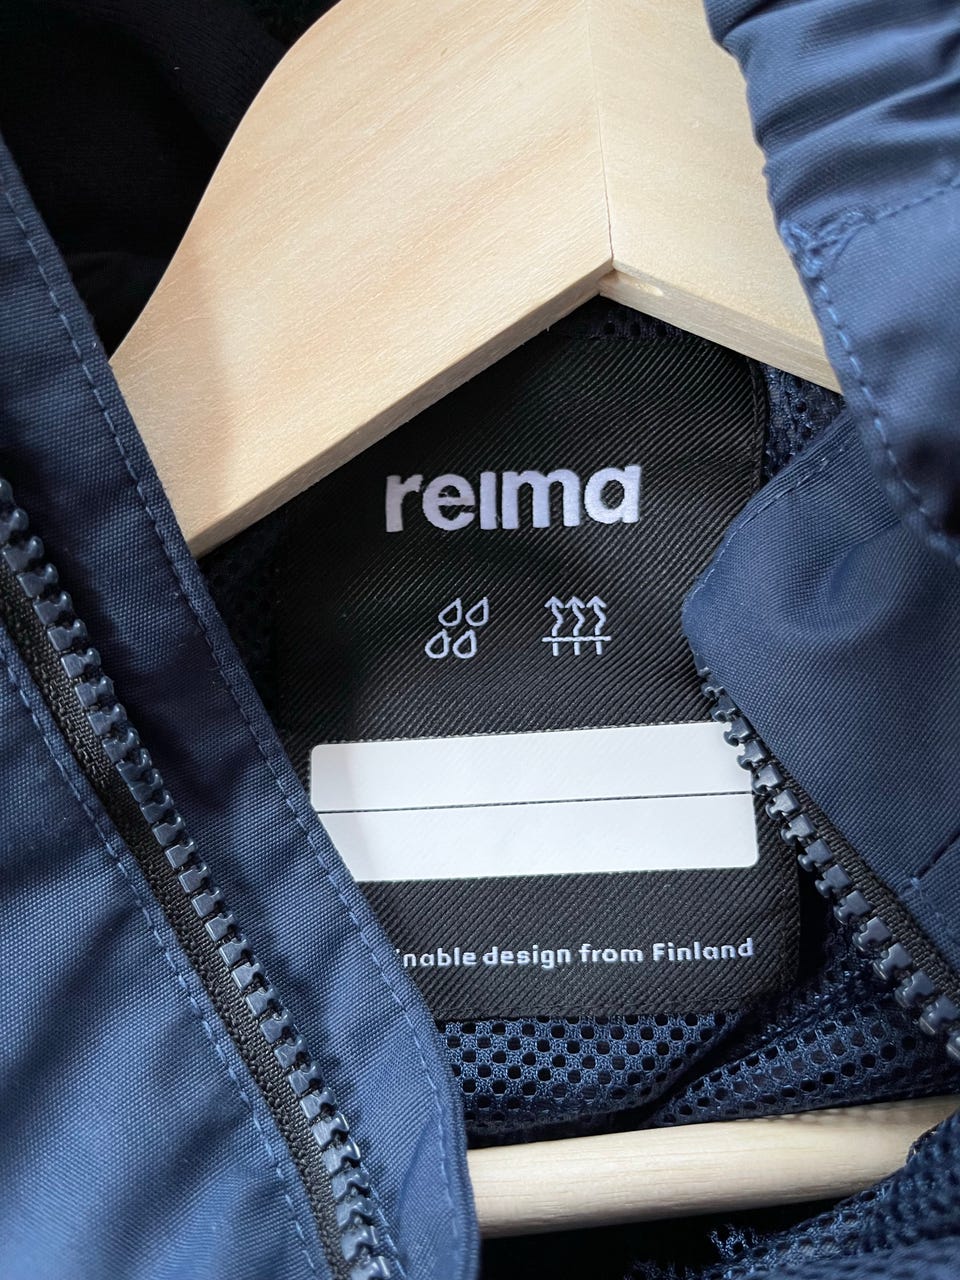 reima
design from Finland